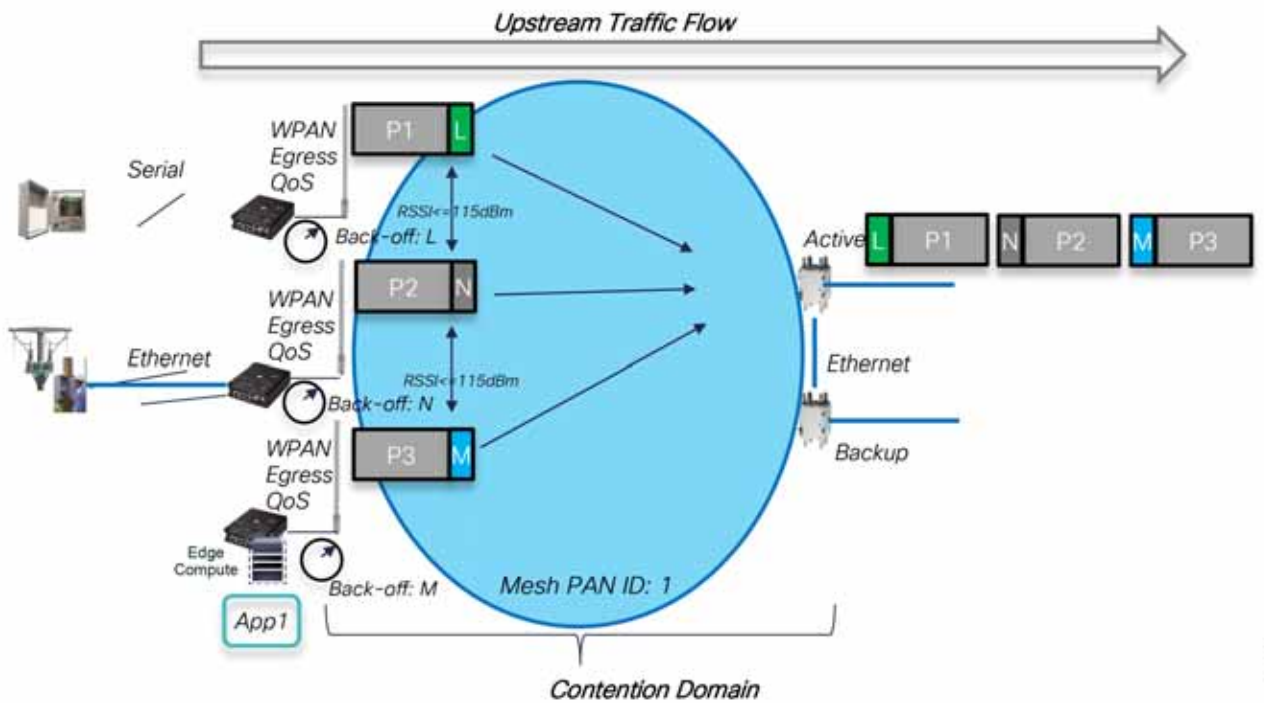 Upstream Traffic Flow
WPAN
Egress
QoS
P1 L
Serial
RSSI<=115dBm
Back-off: L
Active
L P1 N P2 M P3
WPAN
Egress
QoS
P2 N
Ethernet
RSSI<=115dBm
Back-off: N
Ethernet
WPAN
Egress
QoS
P3 M
Backup
Edge
Compute
Back-off: M
Mesh PAN ID: 1
App1
Contention Domain